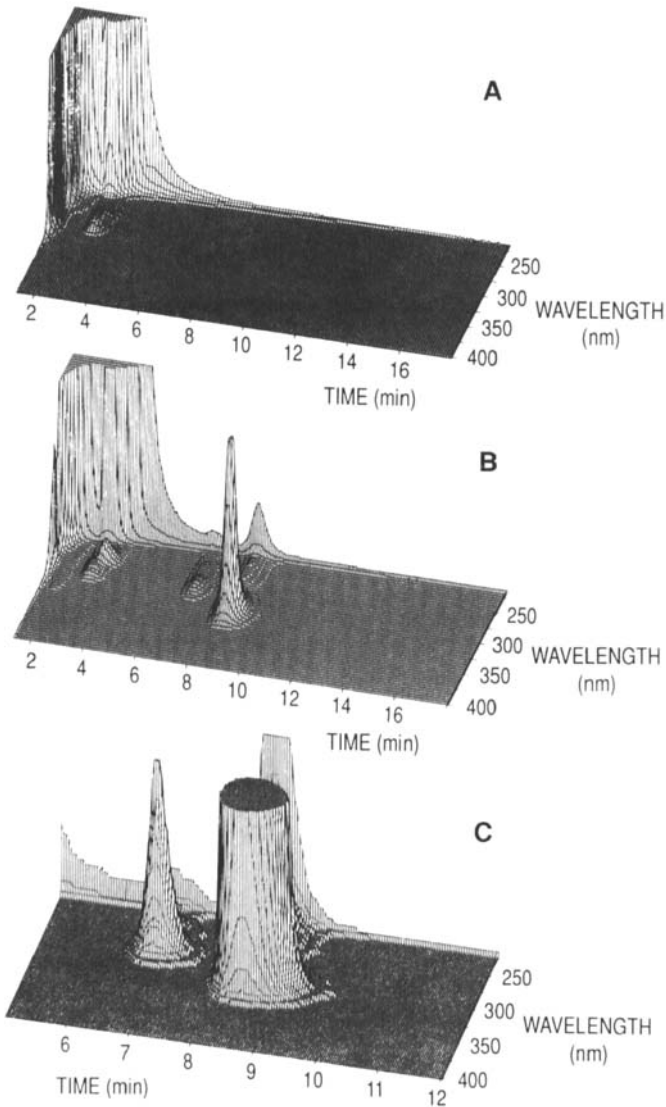 A
250
300
350
400
WAVELENGTH
(nm)
2 4 6 8 10 12 14 16
TIME (min)
B
250
300
350
400
WAVELENGTH
(nm)
2 4 6 8 10 12 14 16
TIME (min)
C
250
300
350
400
WAVELENGTH
(nm)
6 7 8 9 10 11 12
TIME (min)